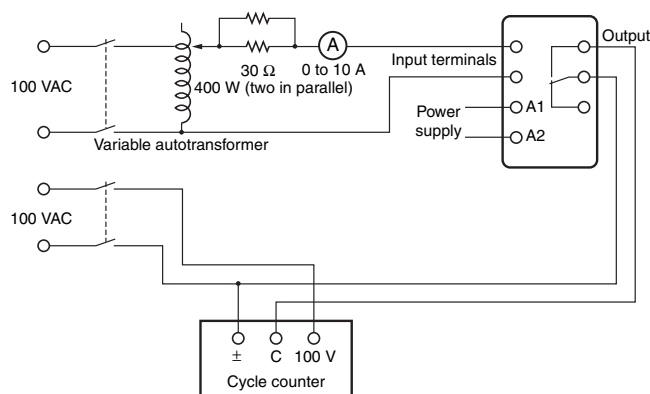 Output
A
Input terminals
30 Ω
0 to 10 A
100 VAC
400 W (two in parallel)
Power
supply
A1
A2
Variable autotransformer
100 VAC
± C 100 V
Cycle counter